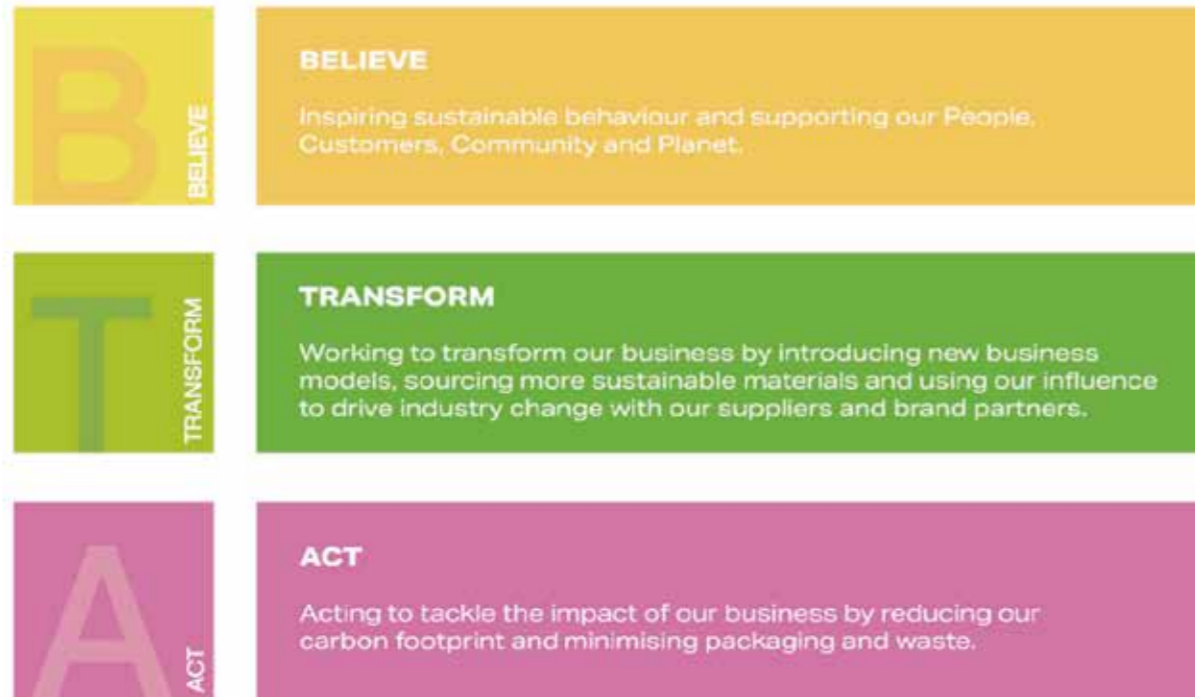 B
BELIEVE
BELIEVE
Inspiring sustainable behaviour and supporting our People,
Customers, Community and Planet.
T
TRANSFORM
TRANSFORM
Working to transform our business by introducing new business
models, sourcing more sustainable materials and using our influence
to drive industry change with our suppliers and brand partners.
A
ACT
ACT
Acting to tackle the impact of our business by reducing our
carbon footprint and minimising packaging and waste.